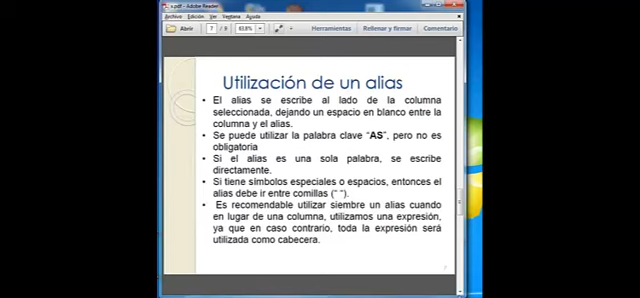 x.pdf - Adobe Reader
Archivo Edición Ver Ventana Ayuda
Abrir 7 / 9 63,8% Herramientas Rellenar y firmar Comentario
Utilización de un alias
• El alias se escribe al lado de la columna
seleccionada, dejando un espacio en blanco entre la
columna y el alias.
• Se puede utilizar la palabra clave “AS”, pero no es
obligatoria
• Si el alias es una sola palabra, se escribe
directamente.
• Si tiene símbolos especiales o espacios, entonces el
alias debe ir entre comillas (“ ”).
• Es recomendable utilizar siembre un alias cuando
en lugar de una columna, utilizamos una expresión,
ya que en caso contrario, toda la expresión será
utilizada como cabecera.